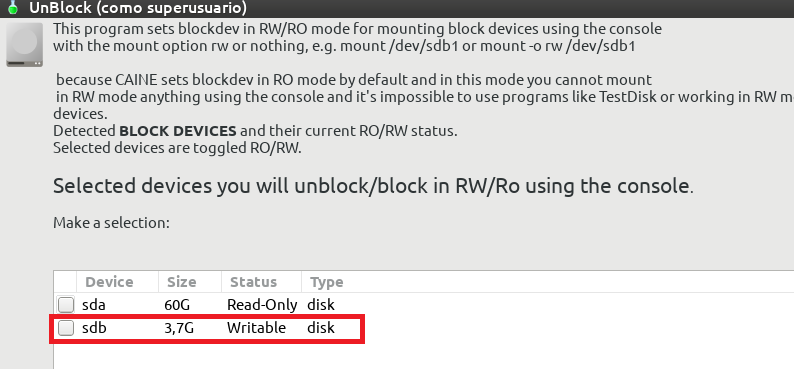 UnBlock (como superusuario)
This program sets blockdev in RW/RO mode for mounting block devices using the console
with the mount option rw or nothing, e.g. mount /dev/sdb1 or mount -o rw /dev/sdb1
because CAINE sets blockdev in RO mode by default and in this mode you cannot mount
in RW mode anything using the console and it's impossible to use programs like TestDisk or working in RW m
devices.
Detected BLOCK DEVICES and their current RO/RW status.
Selected devices are toggled RO/RW.
Selected devices you will unblock/block in RW/Ro using the console.
Make a selection:
Device Size Status Type
sda 60G Read-Only disk
sdb 3,7G Writable disk